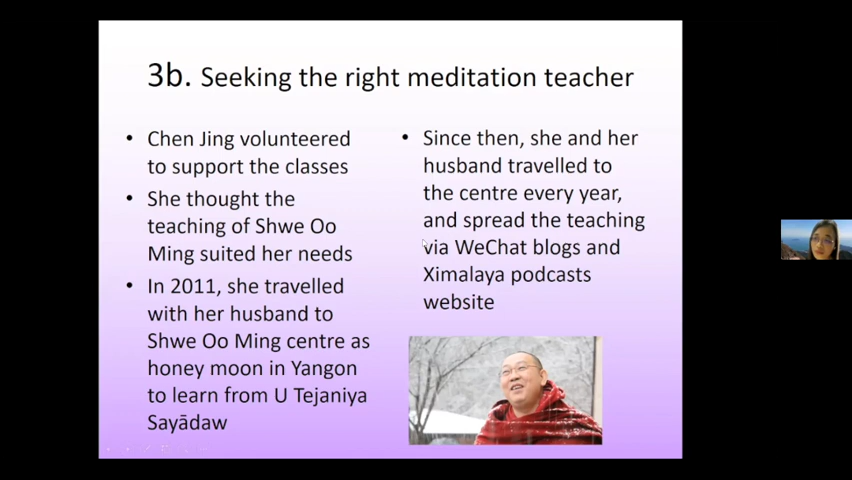 3b. Seeking the right meditation teacher
• Chen Jing volunteered
to support the classes
• She thought the
teaching of Shwe Oo
Ming suited her needs
• In 2011, she travelled
with her husband to
Shwe Oo Ming centre as
honey moon in Yangon
to learn from U Tejaniya
Sayādaw
• Since then, she and her
husband travelled to
the centre every year,
and spread the teaching
via WeChat blogs and
Ximalaya podcasts
website